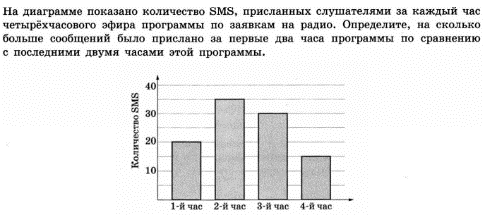 На диаграмме показано количество SMS, присланных слушателями за каждый час
четырёхчасового эфира программы по заявкам на радио. Определите, на сколько
больше сообщений было прислано за первые два часа программы по сравнению
с последними двумя часами этой программы.
Количество SMS
40
30
20
10
1-й час 2-й час 3-й час 4-й час